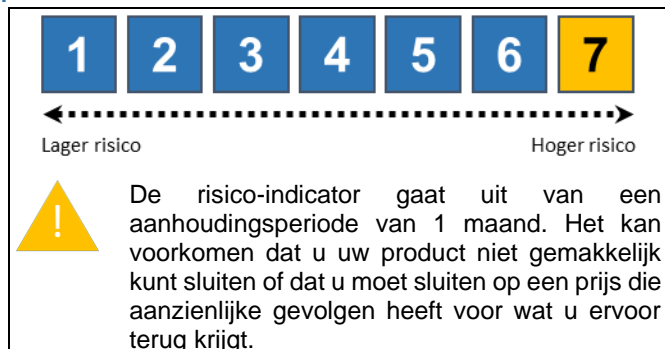 1 2 3 4 5 6 7
Lager risico Hoger risico
!
De risico-indicator gaat uit van een
aanhoudingsperiode van 1 maand. Het kan
voorkomen dat u uw product niet gemakkelijk
kunt sluiten of dat u moet sluiten op een prijs die
aanzienlijke gevolgen heeft voor wat u ervoor
terug krijgt.